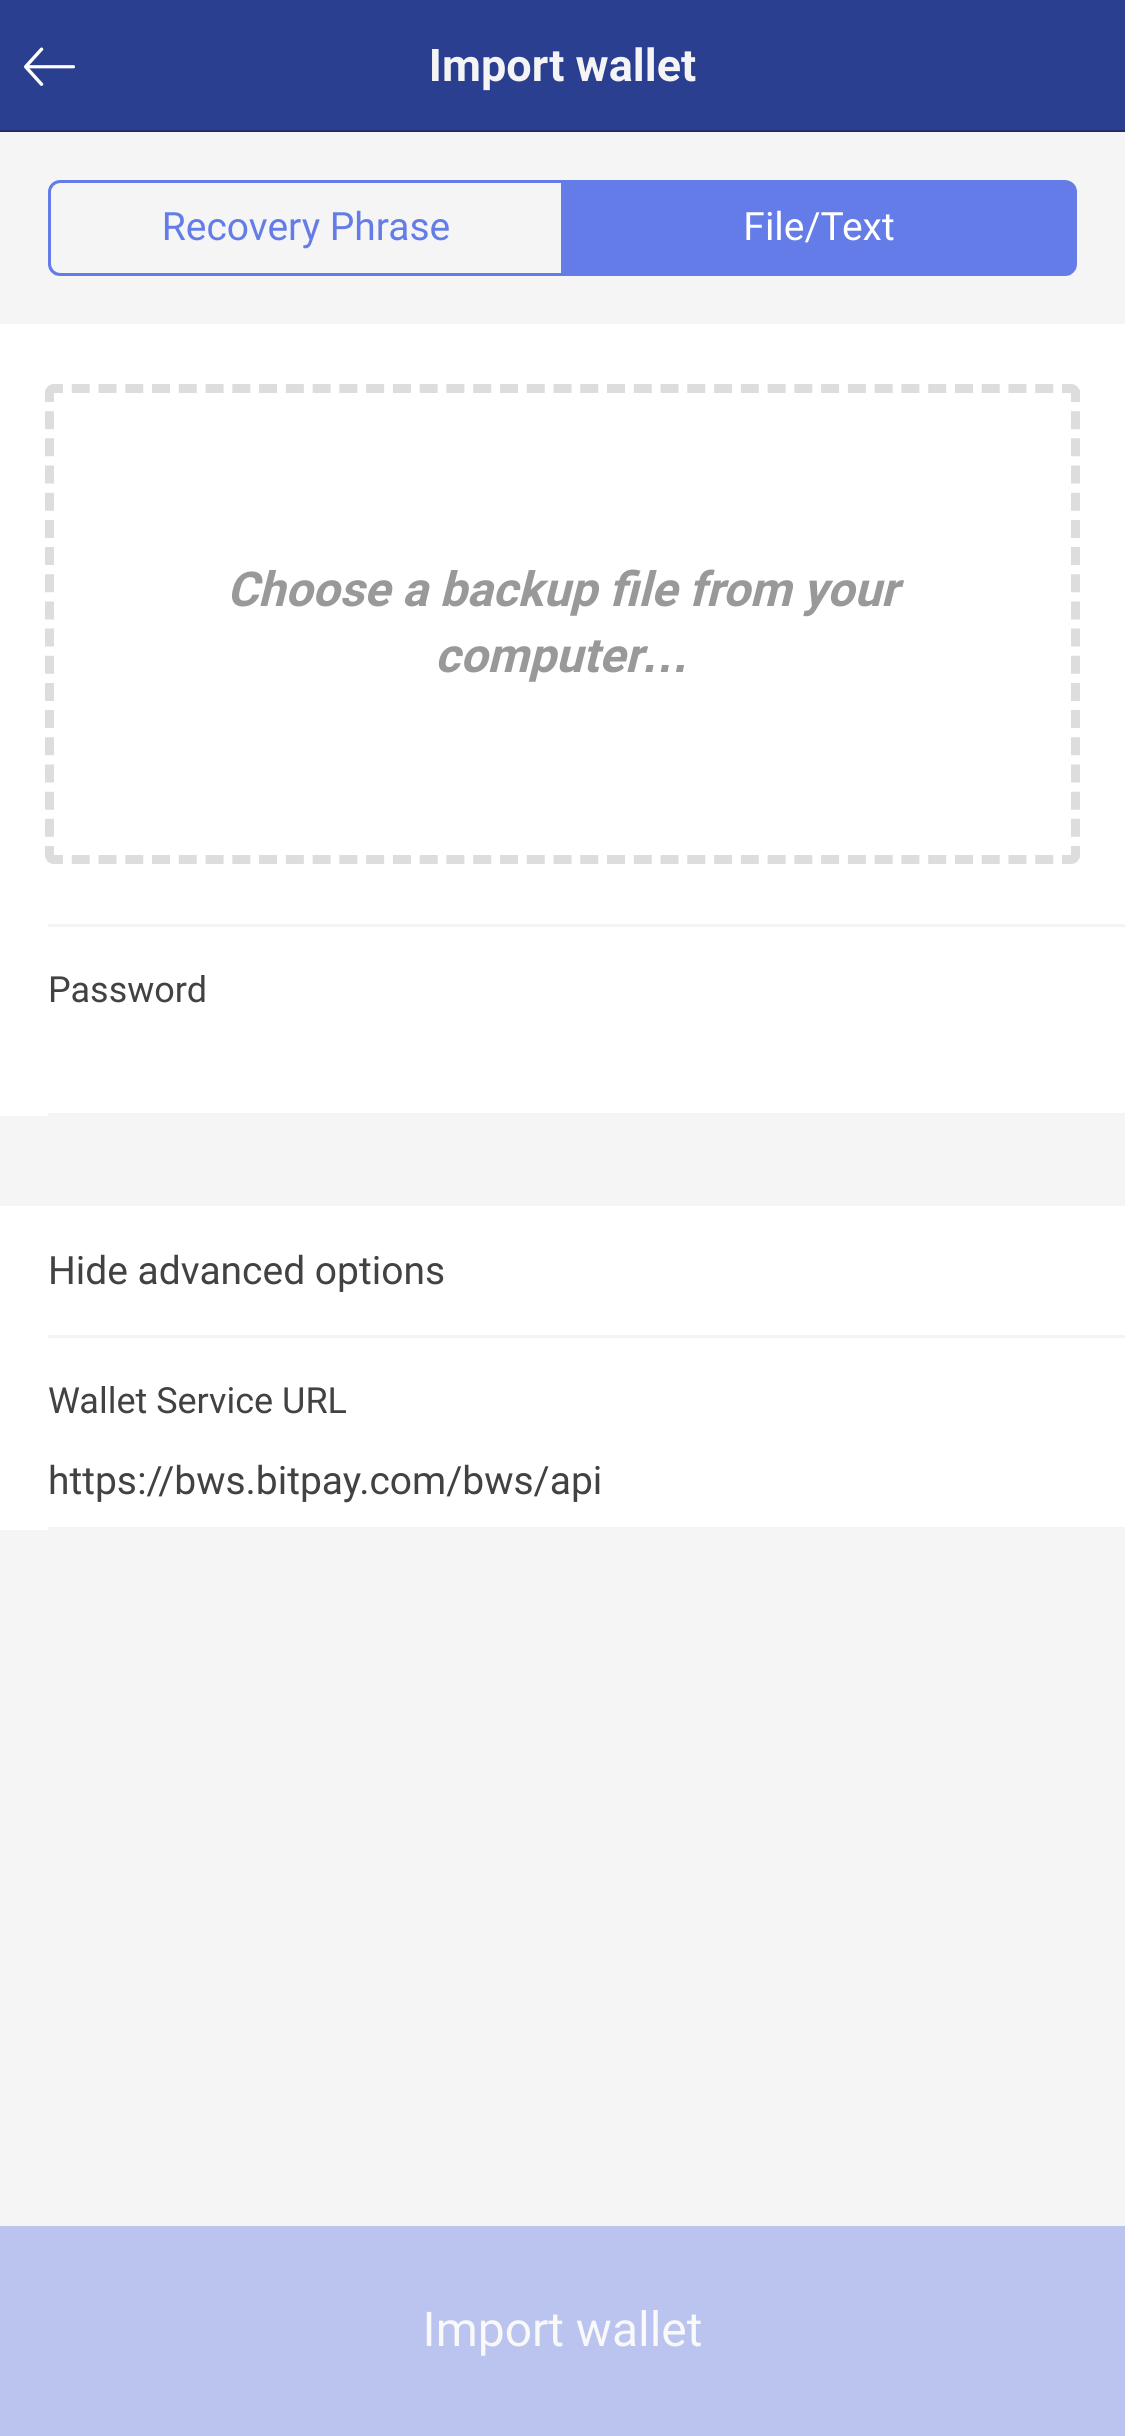 Import wallet
Recovery Phrase
File/Text
Choose a backup file from your
computer...
Password
Hide advanced options
Wallet Service URL
https://bws.bitpay.com/bws/api
Import wallet